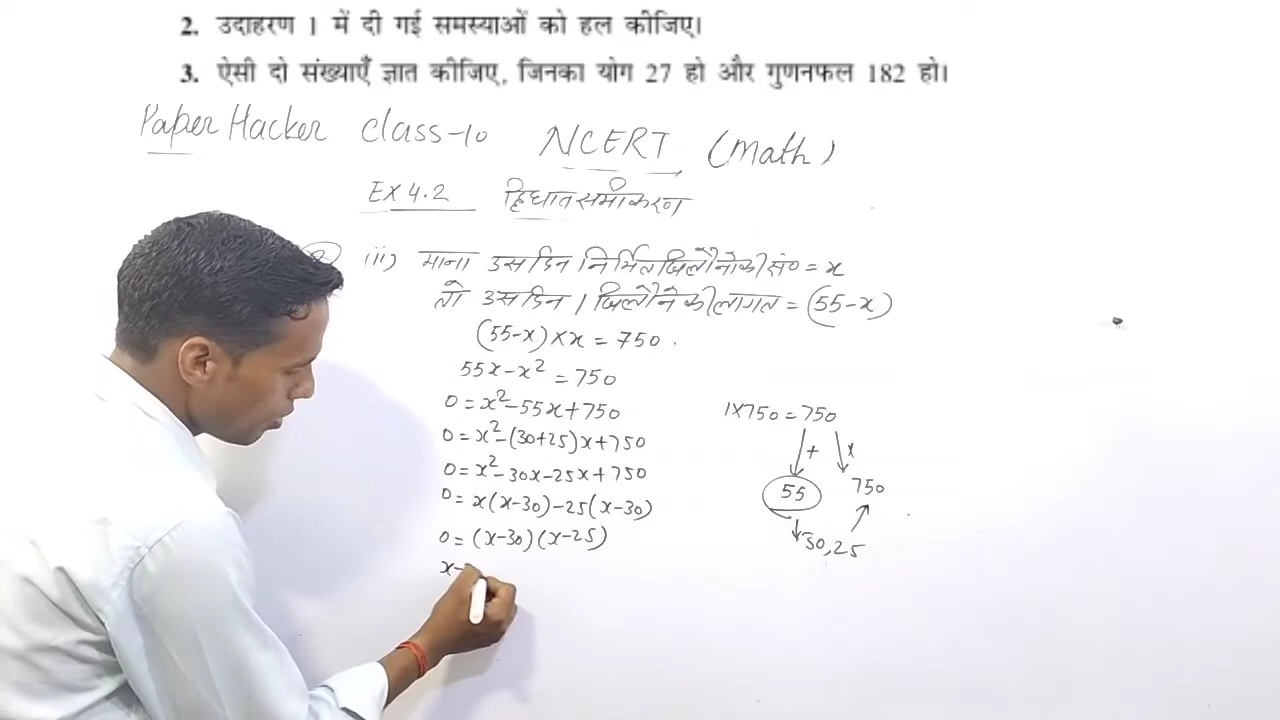 2. उदाहरण 1 में दी गई समस्याओं को हल कीजिए।
3. ऐसी दो संख्याएँ ज्ञात कीजिए, जिनका योग 27 हो और गुणनफल 182 हो।
Paper Hacker class-10 NCERT (math)
EX 4.2 द्विघात समीकरण
(ii) माना उस दिन निर्मित खिलौनो की सं० = x
तो उस दिन 1 खिलौने की लागत = (55-x)
(55-x) × x = 750.
55x - x² = 750
0 = x² - 55x + 750
0 = x² - (30+25)x + 750
0 = x² - 30x - 25x + 750
0 = x(x-30) - 25(x-30)
0 = (x-30) (x-25)
x-
1×750 = 750
+ ×
55 750
30, 25